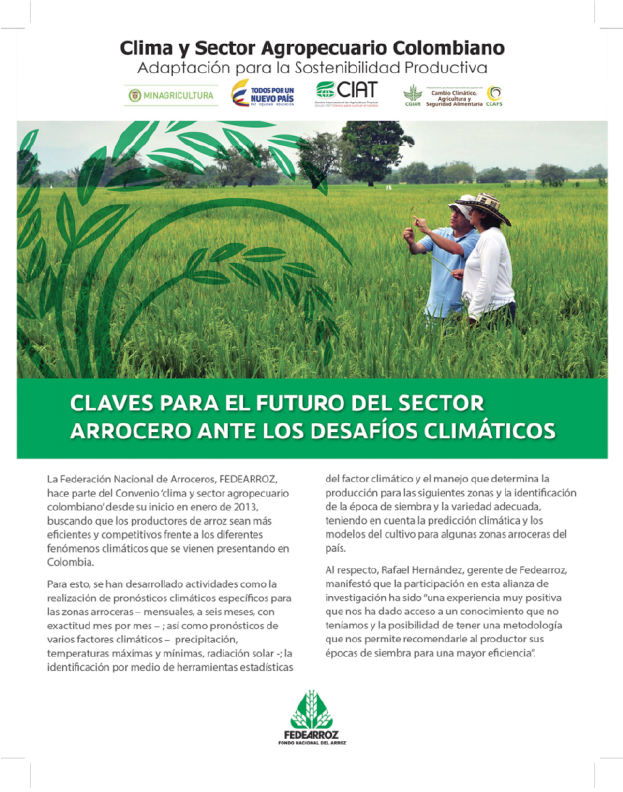 Clima y Sector Agropecuario Colombiano
Adaptación para la Sostenibilidad Productiva
MINAGRICULTURA
TODOS POR UN
NUEVO PAÍS
PAZ EQUIDAD EDUCACIÓN
CIAT
Centro Internacional de Agricultura Tropical
CGIAR
Cambio Climático,
Agricultura y
Seguridad Alimentaria
CCAFS
CLAVES PARA EL FUTURO DEL SECTOR
ARROCERO ANTE LOS DESAFÍOS CLIMÁTICOS
La Federación Nacional de Arroceros, FEDEARROZ,
hace parte del Convenio 'clima y sector agropecuario
colombiano' desde su inicio en enero de 2013,
buscando que los productores de arroz sean más
eficientes y competitivos frente a los diferentes
fenómenos climáticos que se vienen presentando en
Colombia.
Para esto, se han desarrollado actividades como la
realización de pronósticos climáticos específicos para
las zonas arroceras – mensuales, a seis meses, con
exactitud mes por mes – ; así como pronósticos de
varios factores climáticos – precipitación,
temperaturas máximas y mínimas, radiación solar -; la
identificación por medio de herramientas estadísticas
del factor climático y el manejo que determina la
producción para las siguientes zonas y la identificación
de la época de siembra y la variedad adecuada,
teniendo en cuenta la predicción climática y los
modelos del cultivo para algunas zonas arroceras del
país.
Al respecto, Rafael Hernández, gerente de Fedearroz,
manifestó que la participación en esta alianza de
investigación ha sido "una experiencia muy positiva
que nos ha dado acceso a un conocimiento que no
teníamos y la posibilidad de tener una metodología
que nos permite recomendarle al productor sus
épocas de siembra para una mayor eficiencia".
FEDEARROZ
FONDO NACIONAL DEL ARROZ